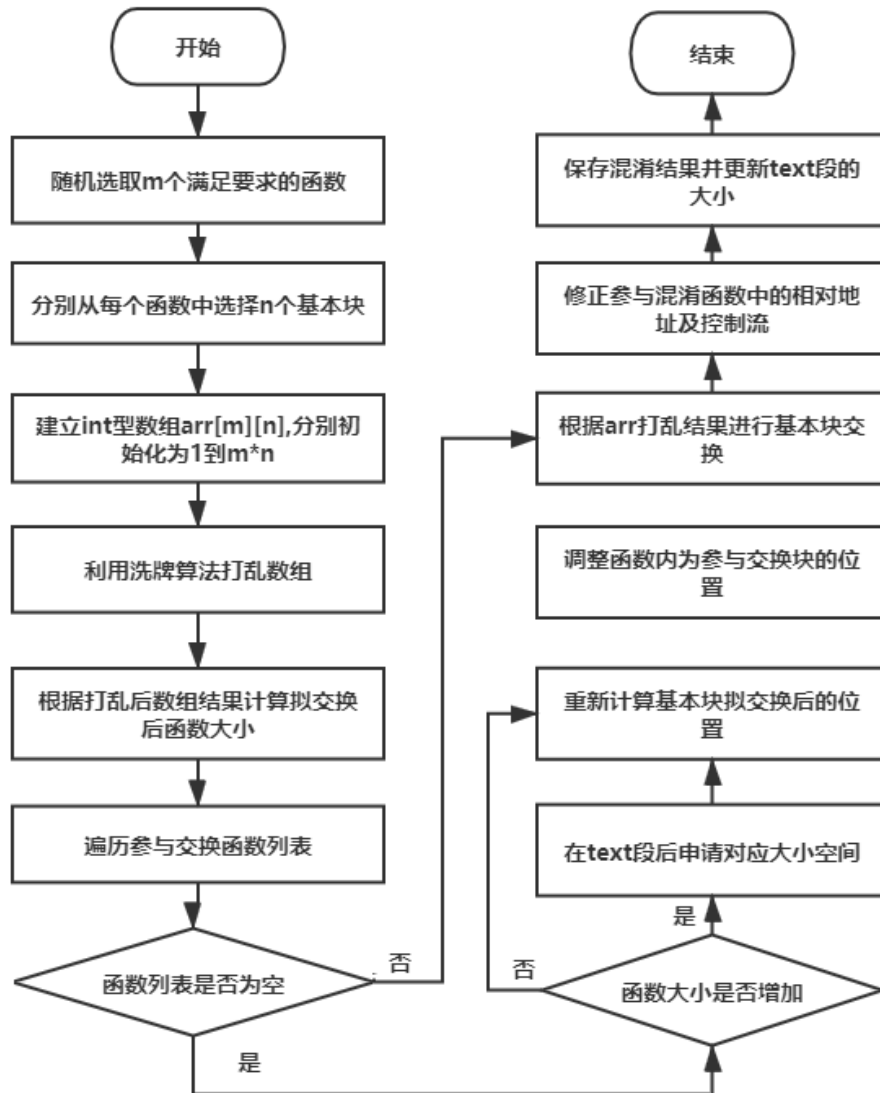 开始
随机选取m个满足要求的函数
分别从每个函数中选择n个基本块
建立int型数组arr[m][n],分别初
始化为1到m*n
利用洗牌算法打乱数组
根据打乱后数组结果计算拟交换
后函数大小
遍历参与交换函数列表
函数列表是否为空
否
是
结束
保存混淆结果并更新text段的
大小
修正参与混淆函数中的相对地
址及控制流
根据arr打乱结果进行基本块交
换
调整函数内为参与交换块的位
置
重新计算基本块拟交换后的位
置
在text段后申请对应大小空间
是
否
函数大小是否增加